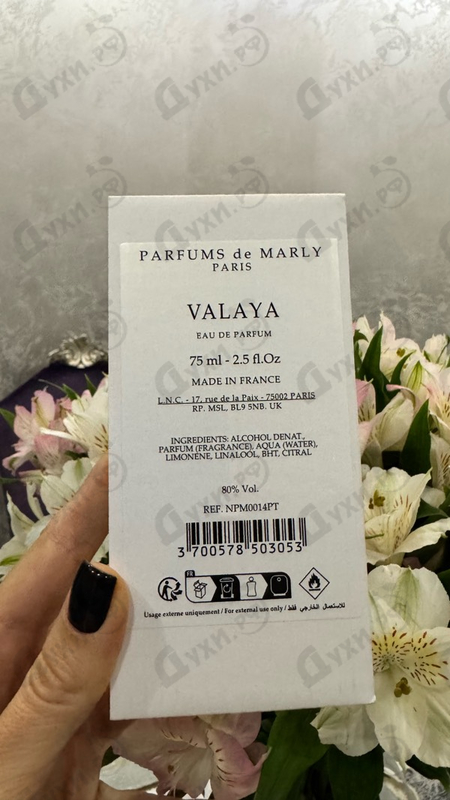 PARFUMS de MARLY
PARIS
VALAYA
EAU DE PARFUM
75 ml - 2.5 fl.Oz
MADE IN FRANCE
L.N.C. - 17, rue de la Paix - 75002 PARIS
RP. MSL, BL9 5NB. UK
INGREDIENTS: ALCOHOL DENAT.,
PARFUM (FRAGRANCE), AQUA (WATER),
LIMONENE, LINALOOL, BHT, CITRAL
80% Vol.
REF. NPM0014PT
3 700578 503053
FR
Usage externe uniquement / For external use only / للاستعمال الخارجي فقط
Духи.рф